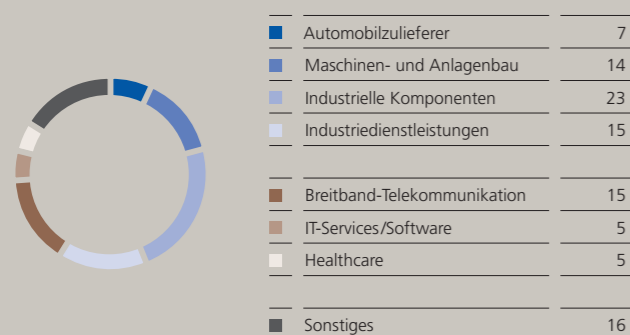 Automobilzulieferer 7
Maschinen- und Anlagenbau 14
Industrielle Komponenten 23
Industriedienstleistungen 15
Breitband-Telekommunikation 15
IT-Services/Software 5
Healthcare 5
Sonstiges 16